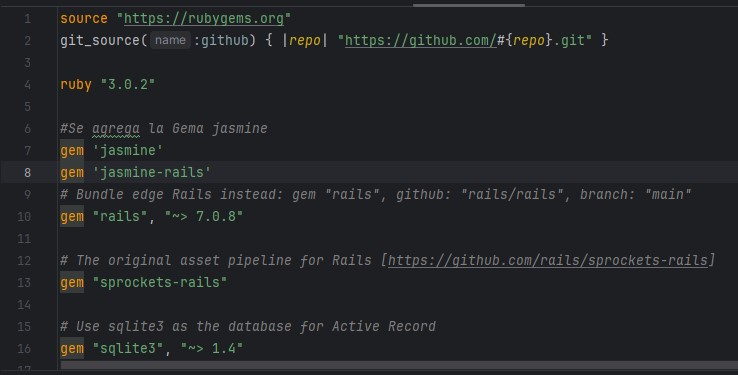 1 source "https://rubygems.org"
2 git_source( name :github) { |repo| "https://github.com/#{repo}.git" }
3
4 ruby "3.0.2"
5
6 #Se agrega la Gema jasmine
7 gem 'jasmine'
8 gem 'jasmine-rails'
9 # Bundle edge Rails instead: gem "rails", github: "rails/rails", branch: "main"
10 gem "rails", "~> 7.0.8"
11
12 # The original asset pipeline for Rails [https://github.com/rails/sprockets-rails]
13 gem "sprockets-rails"
14
15 # Use sqlite3 as the database for Active Record
16 gem "sqlite3", "~> 1.4"
17